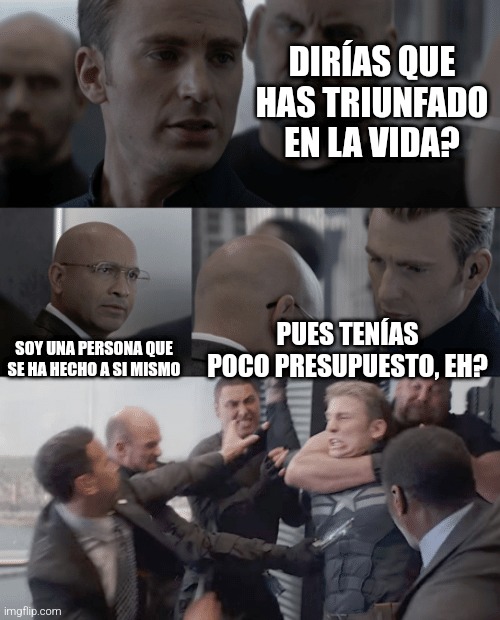 DIRÍAS QUE
HAS TRIUNFADO
EN LA VIDA?
SOY UNA PERSONA QUE
SE HA HECHO A SI MISMO
PUES TENÍAS
POCO PRESUPUESTO, EH?
imgflip.com